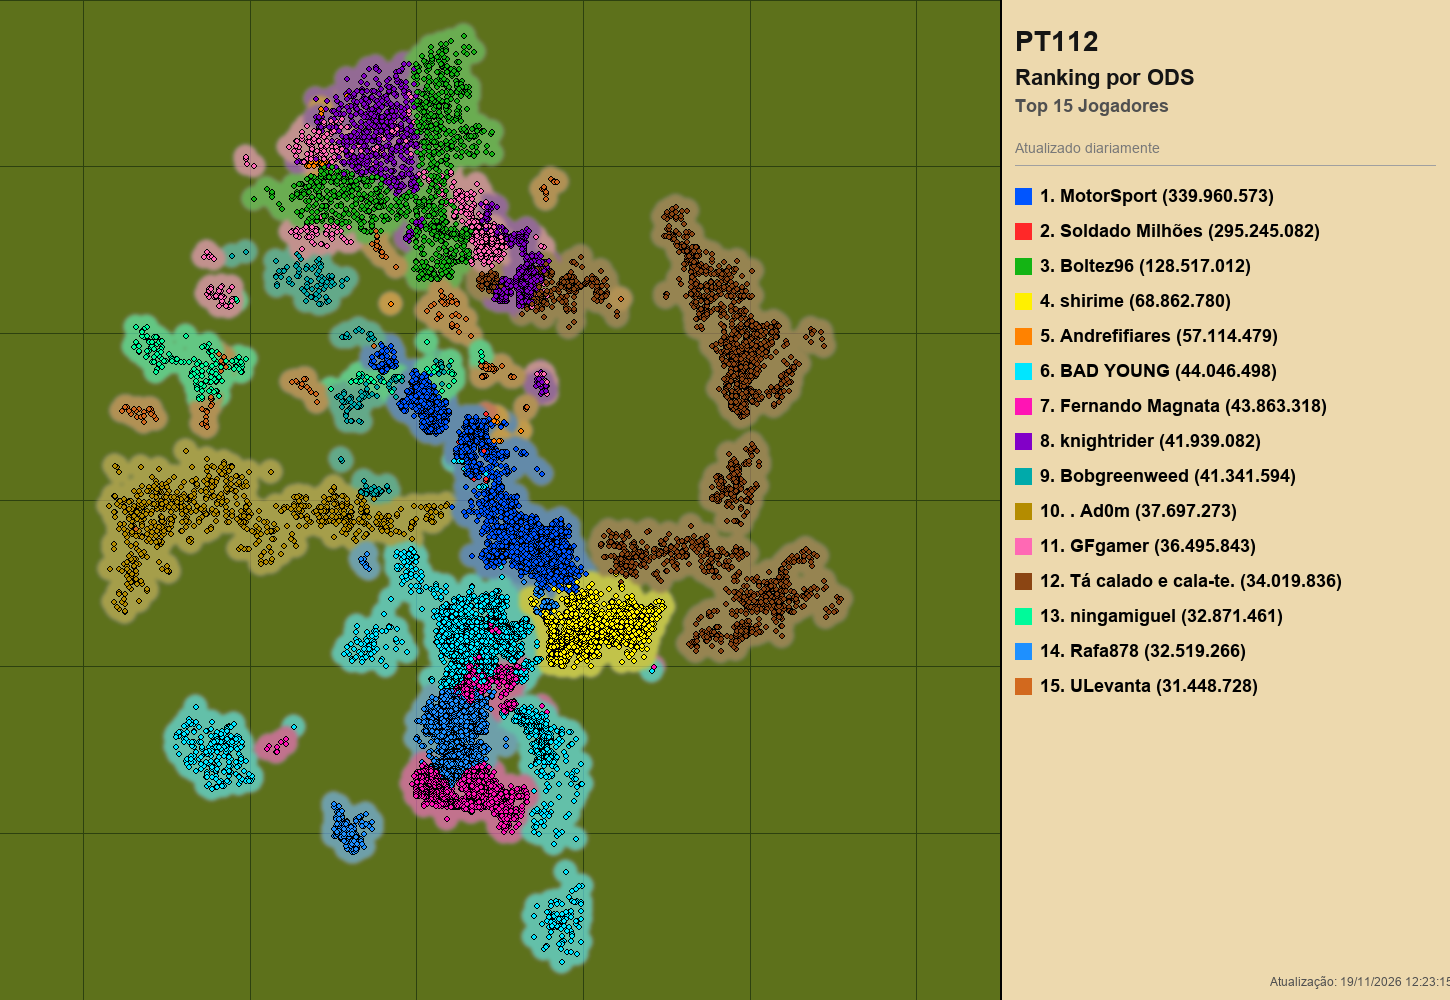 PT112
Ranking por ODS
Top 15 Jogadores
Atualizado diariamente
1. MotorSport (339.960.573)
2. Soldado Milhões (295.245.082)
3. Boltez96 (128.517.012)
4. shirime (68.862.780)
5. Andrefifiares (57.114.479)
6. BAD YOUNG (44.046.498)
7. Fernando Magnata (43.863.318)
8. knightrider (41.939.082)
9. Bobgreenweed (41.341.594)
10. . Ad0m (37.697.273)
11. GFgamer (36.495.843)
12. Tá calado e cala-te. (34.019.836)
13. ningamiguel (32.871.461)
14. Rafa878 (32.519.266)
15. ULevanta (31.448.728)
Atualização: 19/11/2026 12:23:15